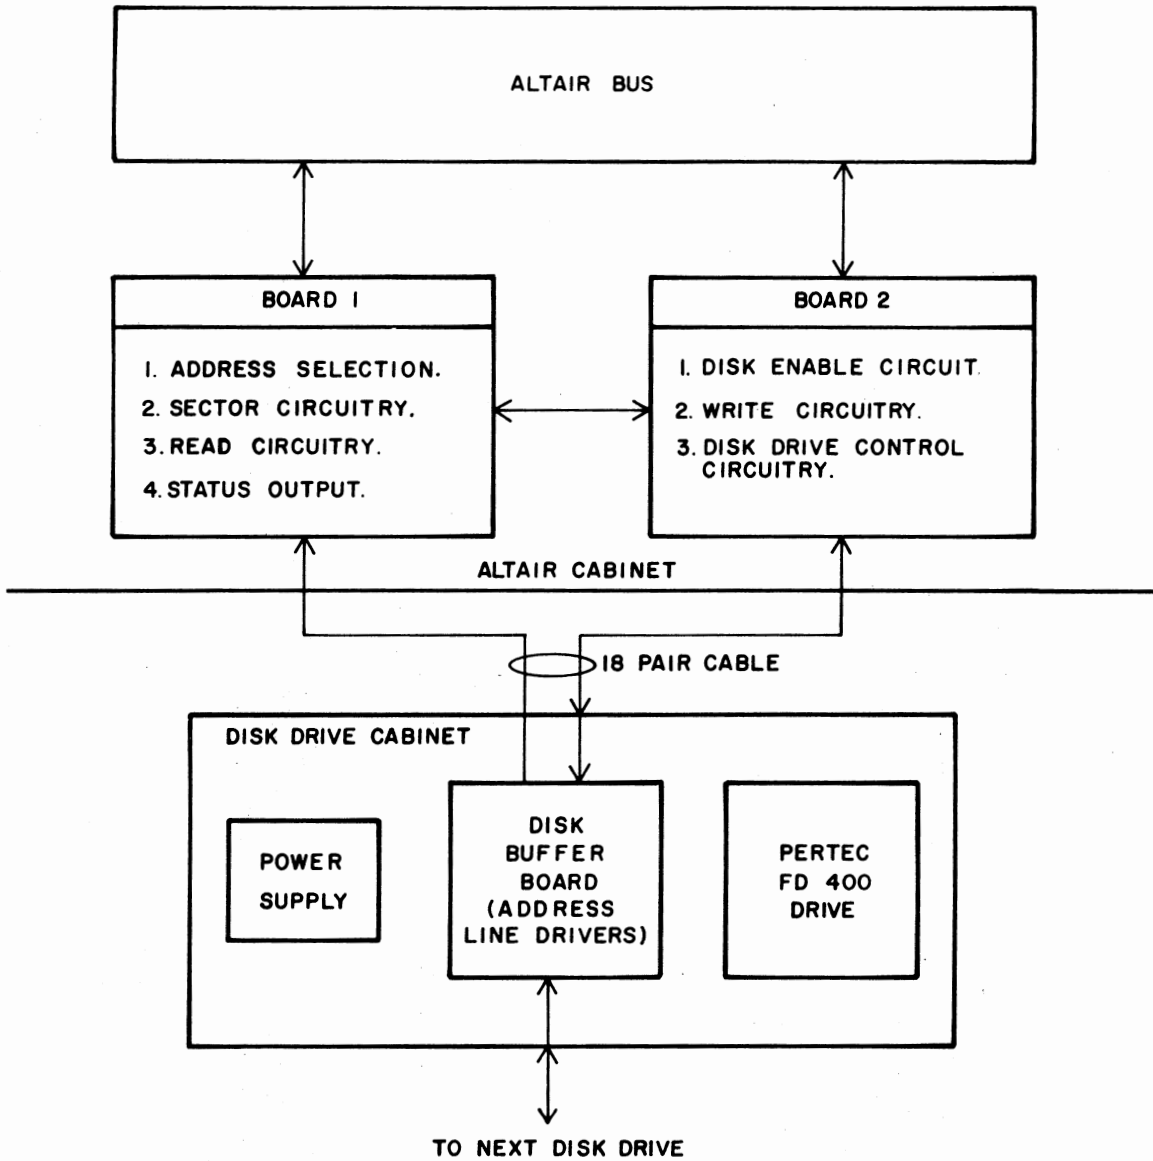 ALTAIR BUS
BOARD 1
1. ADDRESS SELECTION.
2. SECTOR CIRCUITRY.
3. READ CIRCUITRY.
4. STATUS OUTPUT.
BOARD 2
1. DISK ENABLE CIRCUIT
2. WRITE CIRCUITRY.
3. DISK DRIVE CONTROL
CIRCUITRY.
ALTAIR CABINET
18 PAIR CABLE
DISK DRIVE CABINET
POWER
SUPPLY
DISK
BUFFER
BOARD
(ADDRESS
LINE DRIVERS)
PERTEC
FD 400
DRIVE
TO NEXT DISK DRIVE